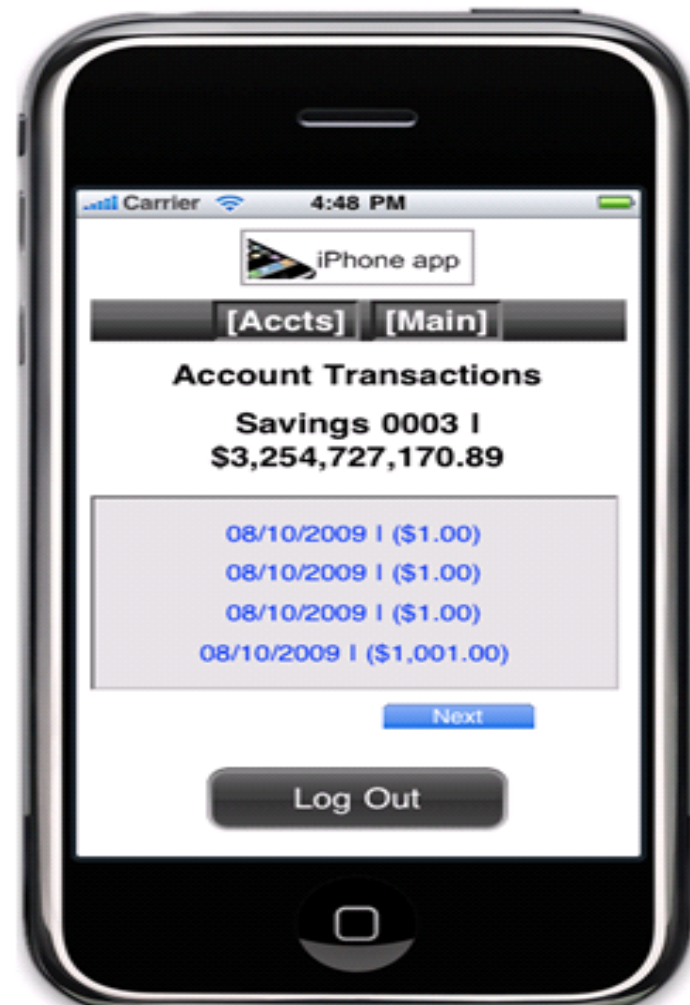 Carrier 4:48 PM
iPhone app
[Accts] [Main]
Account Transactions
Savings 0003 |
$3,254,727,170.89
08/10/2009 | ($1.00)
08/10/2009 | ($1.00)
08/10/2009 | ($1.00)
08/10/2009 | ($1,001.00)
Next
Log Out